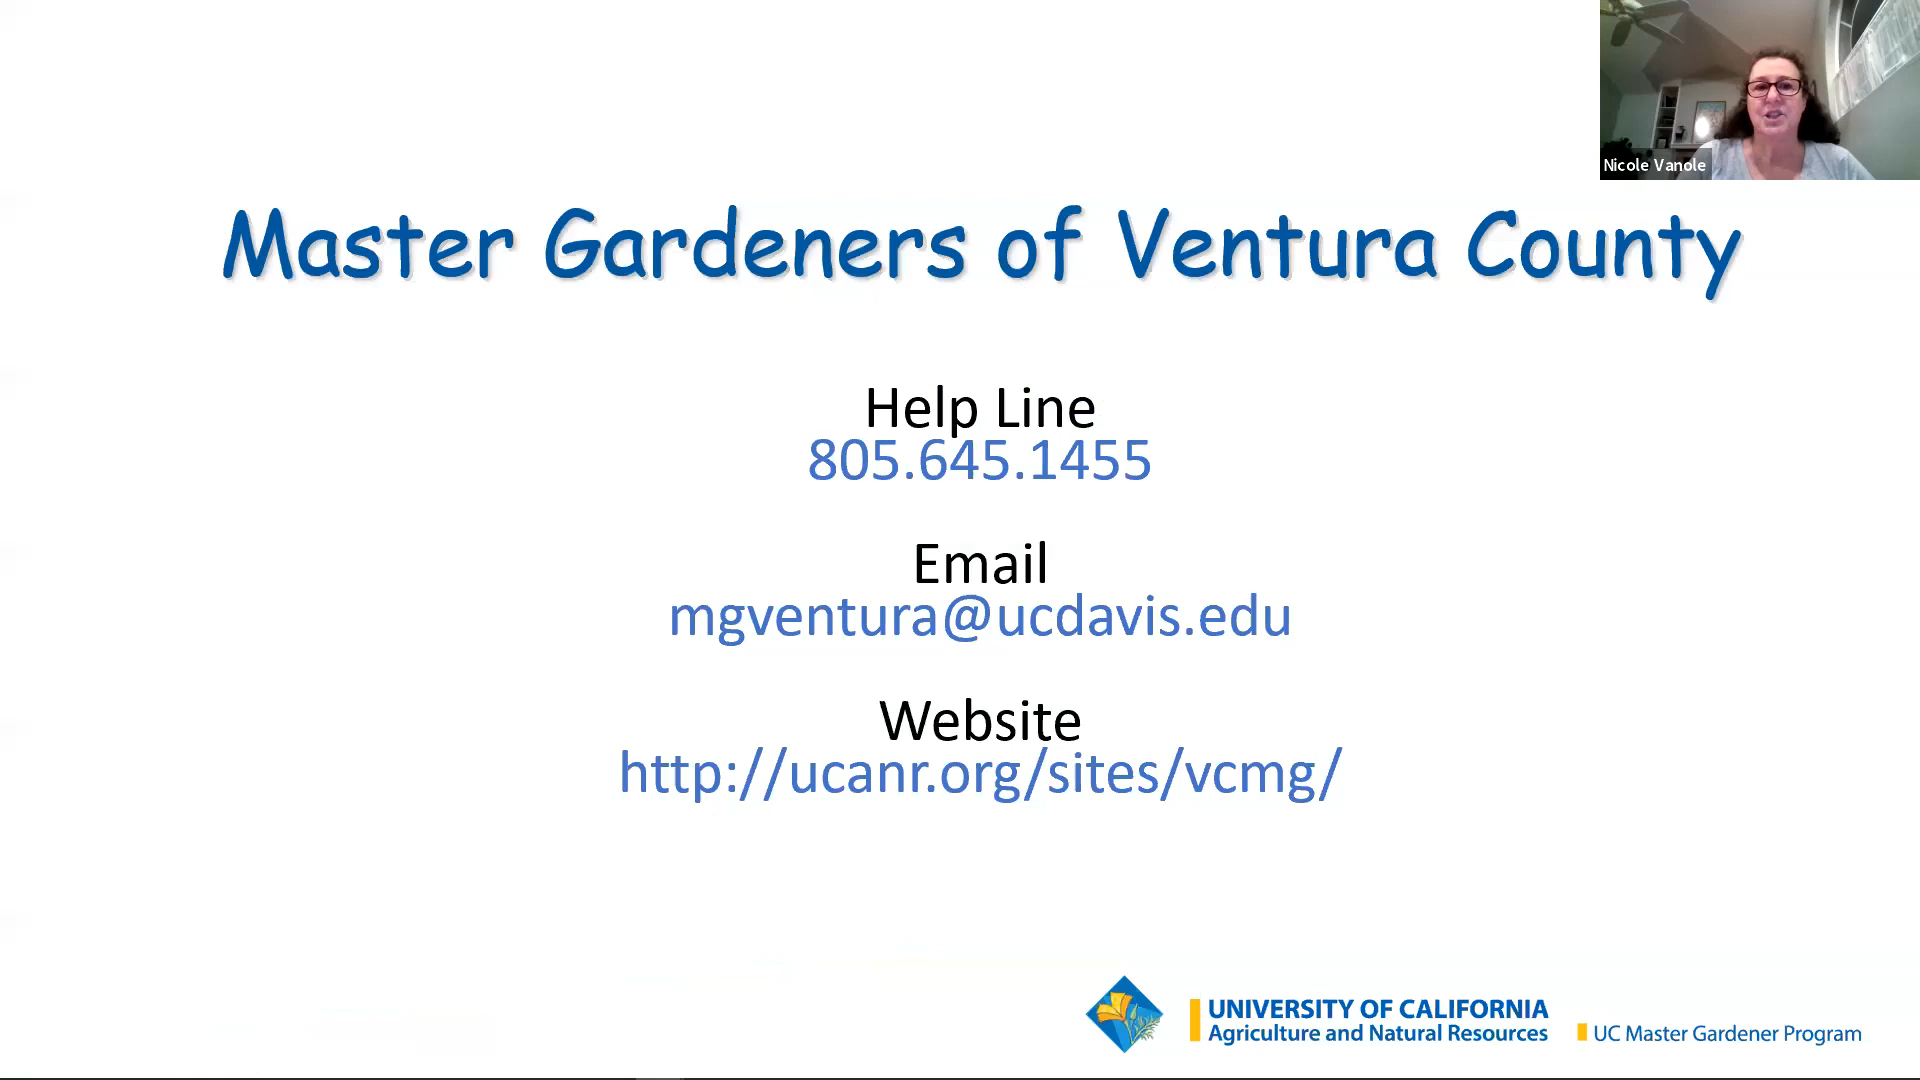 Nicole Vanole
Master Gardeners of Ventura County
Help Line
805.645.1455
Email
mgventura@ucdavis.edu
Website
http://ucanr.org/sites/vcmg/
UNIVERSITY OF CALIFORNIA
Agriculture and Natural Resources
UC Master Gardener Program